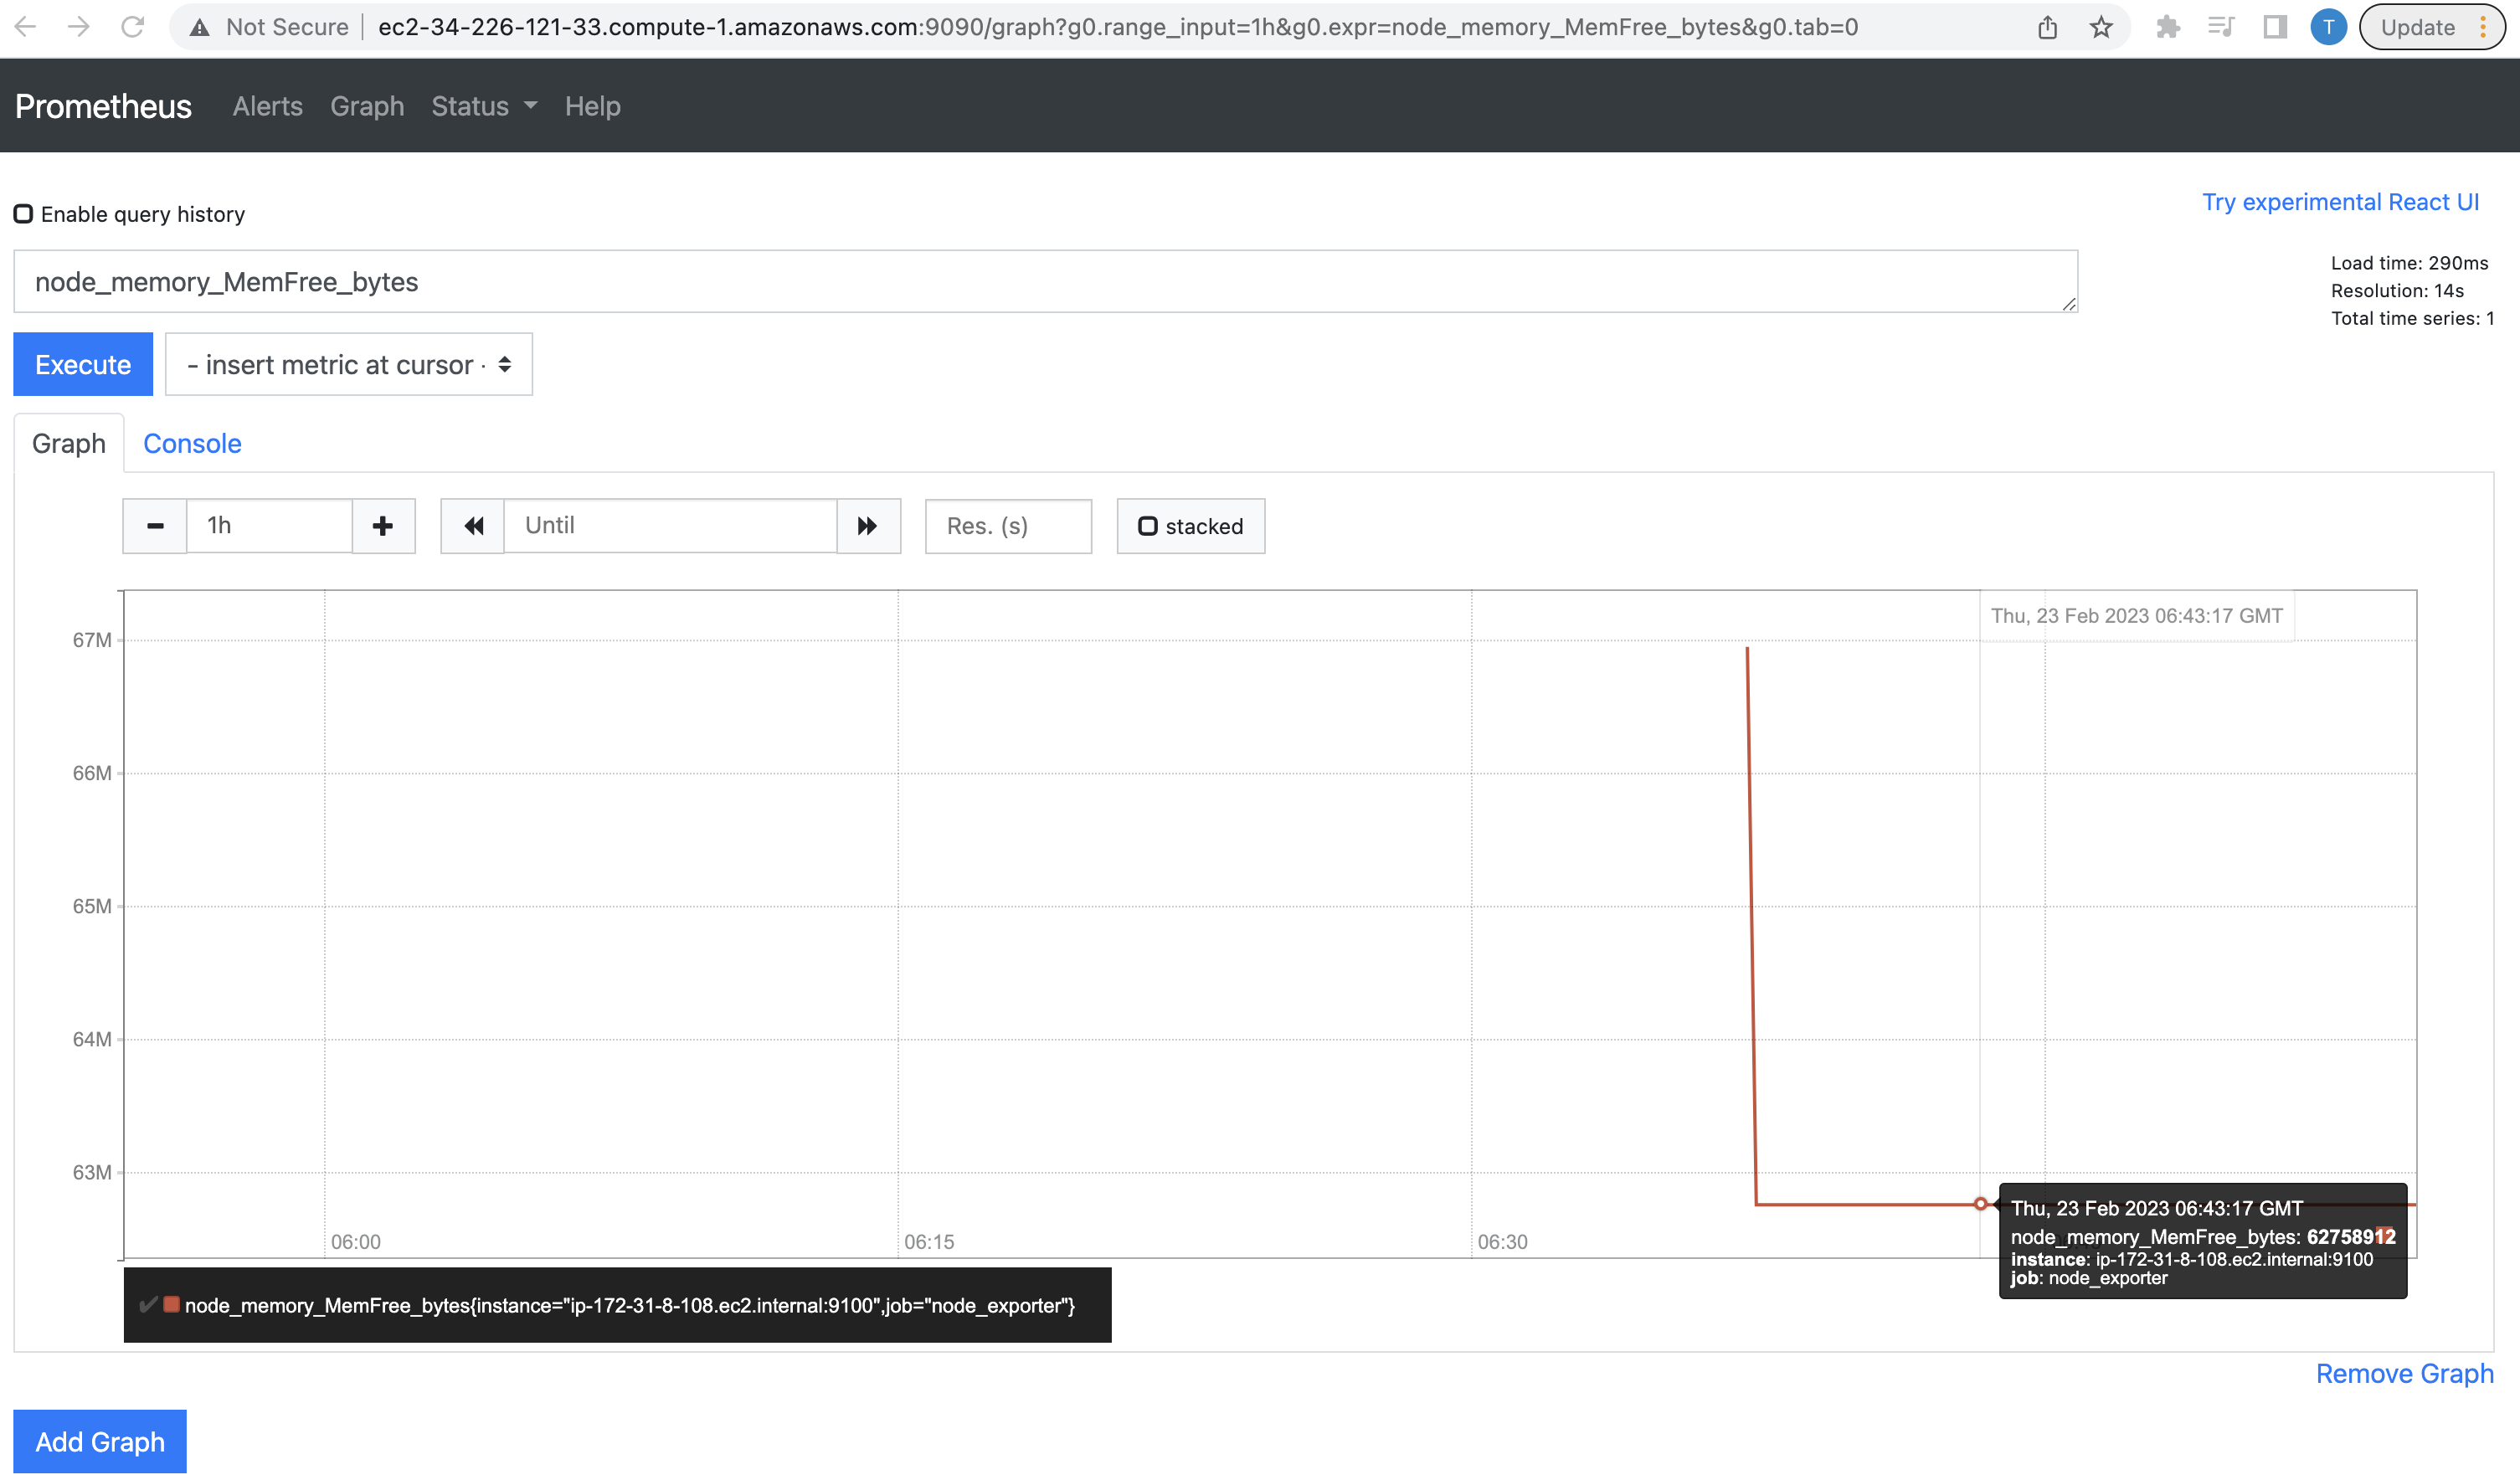 Not Secure ec2-34-226-121-33.compute-1.amazonaws.com:9090/graph?g0.range_input=1h&g0.expr=node_memory_MemFree_bytes&g0.tab=0 T Update
Prometheus Alerts Graph Status Help
Try experimental React UI
Enable query history
node_memory_MemFree_bytes
Load time: 290ms
Resolution: 14s
Total time series: 1
Execute - insert metric at cursor -
Graph Console
1h Until Res. (s) stacked
Thu, 23 Feb 2023 06:43:17 GMT
67M
66M
65M
64M
63M
06:00 06:15 06:30
Thu, 23 Feb 2023 06:43:17 GMT
node_memory_MemFree_bytes: 62758912
instance: ip-172-31-8-108.ec2.internal:9100
job: node_exporter
✔ node_memory_MemFree_bytes{instance="ip-172-31-8-108.ec2.internal:9100",job="node_exporter"}
Remove Graph
Add Graph